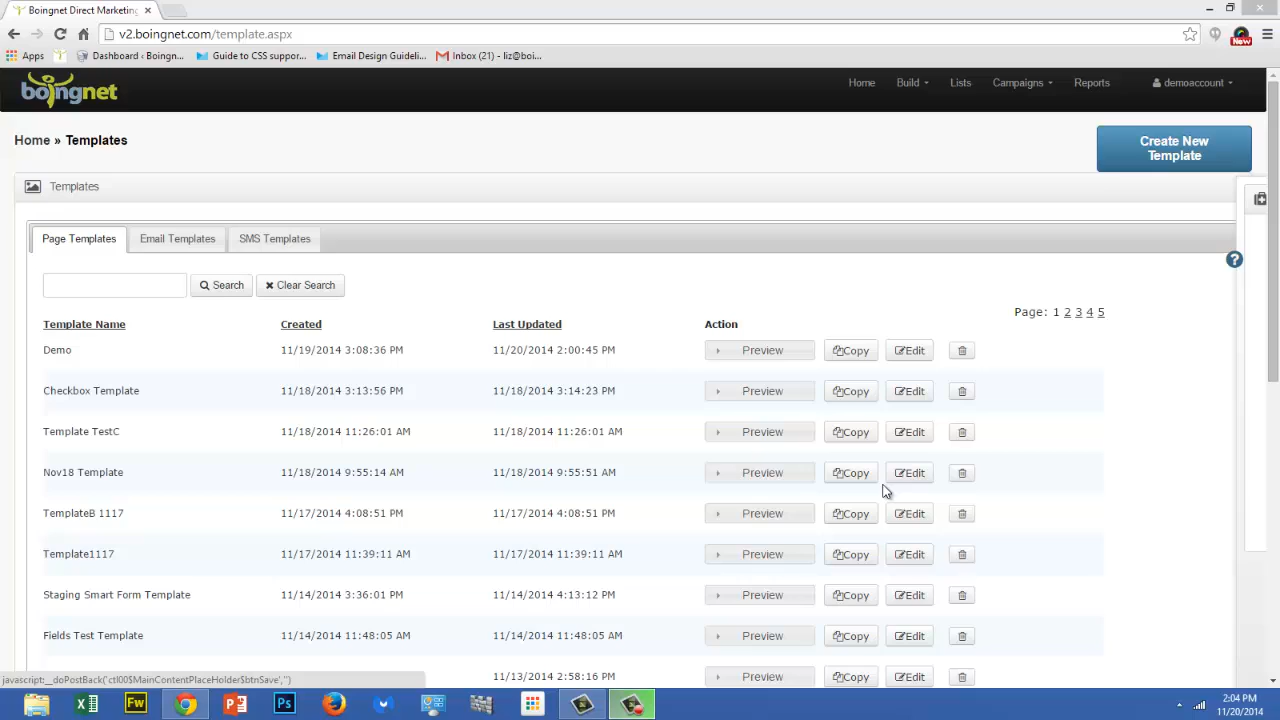 Boingnet Direct Marketing
v2.boingnet.com/template.aspx
New
Apps
Dashboard ‹ Boingn...
Guide to CSS support...
Email Design Guideli...
Inbox (21) - liz@boi...
boingnet
Home
Build
Lists
Campaigns
Reports
demoaccount
Home » Templates
Create New
Template
Templates
Page Templates
Email Templates
SMS Templates
?
Search
Clear Search
Page: 1 2 3 4 5
Template Name Created Last Updated Action
Demo 11/19/2014 3:08:36 PM 11/20/2014 2:00:45 PM Preview Copy Edit
Checkbox Template 11/18/2014 3:13:56 PM 11/18/2014 3:14:23 PM Preview Copy Edit
Template TestC 11/18/2014 11:26:01 AM 11/18/2014 11:26:01 AM Preview Copy Edit
Nov18 Template 11/18/2014 9:55:14 AM 11/18/2014 9:55:51 AM Preview Copy Edit
TemplateB 1117 11/17/2014 4:08:51 PM 11/17/2014 4:08:51 PM Preview Copy Edit
Template1117 11/17/2014 11:39:11 AM 11/17/2014 11:39:11 AM Preview Copy Edit
Staging Smart Form Template 11/14/2014 3:36:01 PM 11/14/2014 4:13:12 PM Preview Copy Edit
Fields Test Template 11/14/2014 11:48:05 AM 11/14/2014 11:48:05 AM Preview Copy Edit
11/13/2014 2:58:16 PM Preview Copy Edit
javascript:__doPostBack('ctl00$MainContentPlaceHolder$btnSave','')
Fw
Ps
2:04 PM
11/20/2014